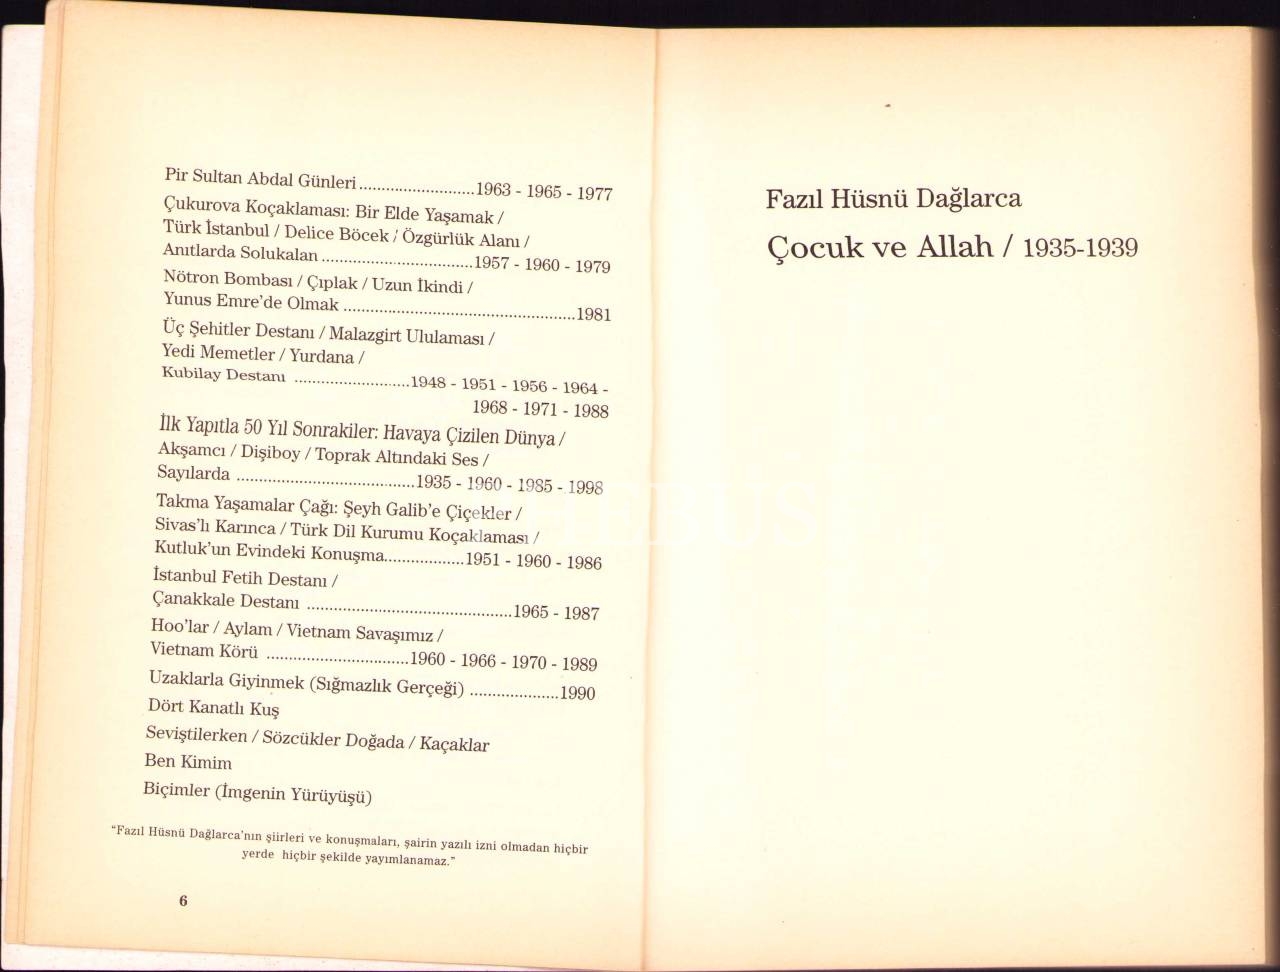 Pir Sultan Abdal Günleri..........................1963 - 1965 - 1977
Çukurova Koçaklaması: Bir Elde Yaşamak /
Türk İstanbul / Delice Böcek / Özgürlük Alanı /
Anıtlarda Solukalan ..................................1957 - 1960 - 1979
Nötron Bombası / Çıplak / Uzun İkindi /
Yunus Emre'de Olmak ....................................................1981
Üç Şehitler Destanı / Malazgirt Ululaması /
Yedi Memetler / Yurdana /
Kubilay Destanı ..........................1948 - 1951 - 1956 - 1964 -
1968 - 1971 - 1988
İlk Yapıtla 50 Yıl Sonrakiler: Havaya Çizilen Dünya /
Akşamcı / Dişiboy / Toprak Altındaki Ses /
Sayılarda ........................................1935 - 1960 - 1985 - 1998
Takma Yaşamalar Çağı: Şeyh Galib'e Çiçekler /
Sivas'lı Karınca / Türk Dil Kurumu Koçaklaması /
Kutluk'un Evindeki Konuşma..................1951 - 1960 - 1986
İstanbul Fetih Destanı /
Çanakkale Destanı ..............................................1965 - 1987
Hoo'lar / Aylam / Vietnam Savaşımız /
Vietnam Körü ................................1960 - 1966 - 1970 - 1989
Uzaklarla Giyinmek (Sığmazlık Gerçeği) ....................1990
Dört Kanatlı Kuş
Seviştilerken / Sözcükler Doğada / Kaçaklar
Ben Kimim
Biçimler (İmgenin Yürüyüşü)
"Fazıl Hüsnü Dağlarca'nın şiirleri ve konuşmaları, şairin yazılı izni olmadan hiçbir
yerde hiçbir şekilde yayımlanamaz."
6
Fazıl Hüsnü Dağlarca
Çocuk ve Allah / 1935-1939